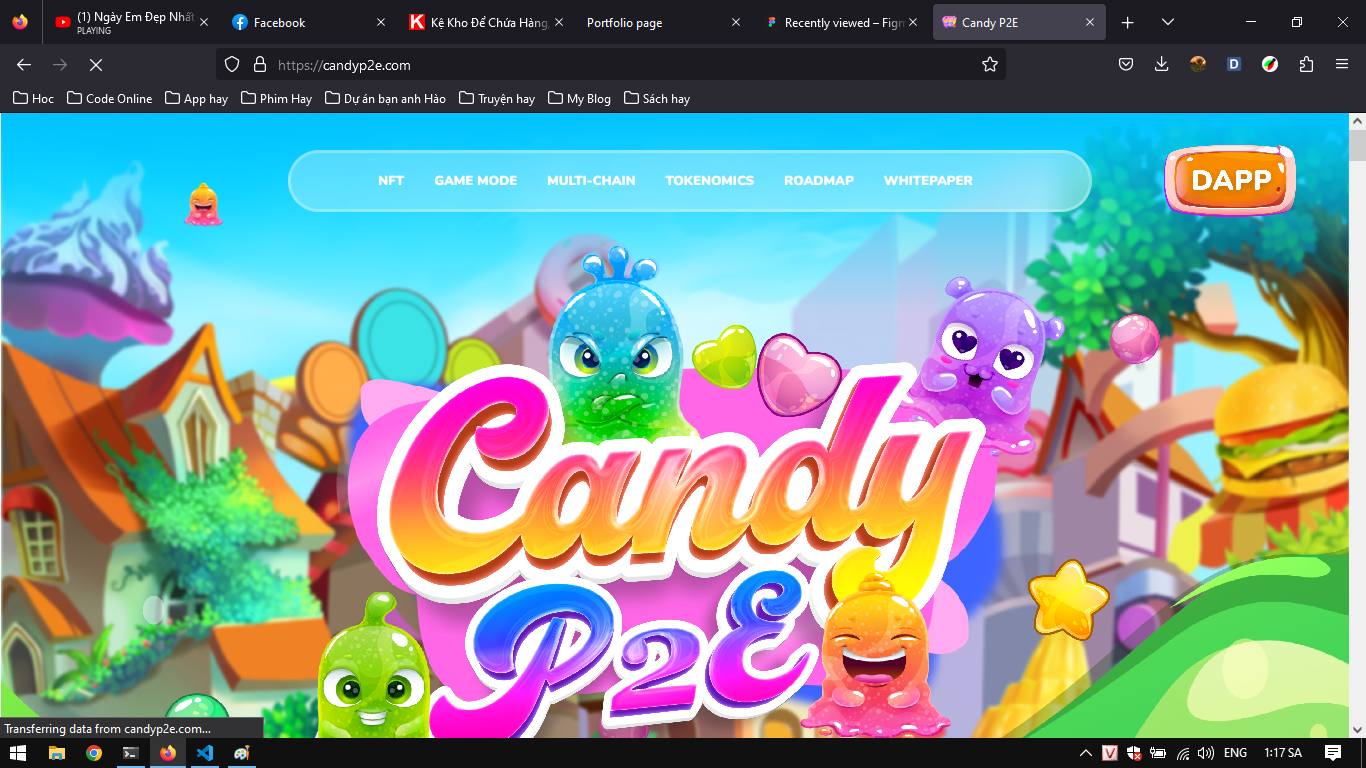 (1) Ngày Em Đẹp Nhất
PLAYING
Facebook
Kệ Kho Để Chứa Hàng,
Portfolio page
Recently viewed – Figm
Candy P2E
https://candyp2e.com
Hoc
Code Online
App hay
Phim Hay
Dự án bạn anh Hào
Truyện hay
My Blog
Sách hay
NFT
GAME MODE
MULTI-CHAIN
TOKENOMICS
ROADMAP
WHITEPAPER
DAPP
Candy
P2E
Transferring data from candyp2e.com...
ENG
1:17 SA